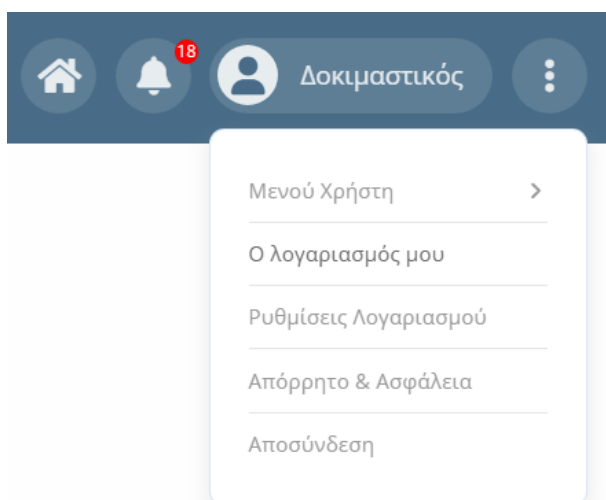 18
Δοκιμαστικός
Μενού Χρήστη
Ο λογαριασμός μου
Ρυθμίσεις Λογαριασμού
Απόρρητο & Ασφάλεια
Αποσύνδεση